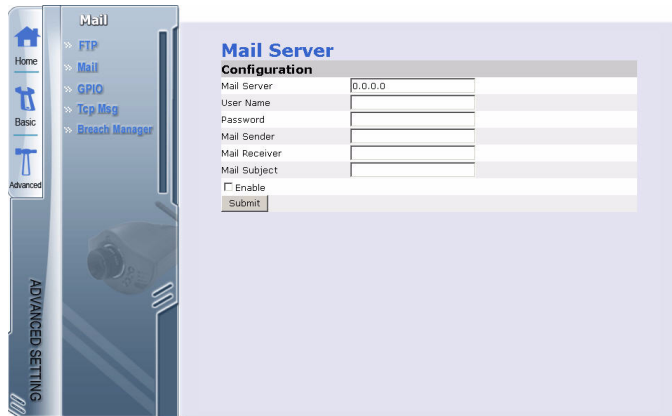 Mail
Home
Basic
Advanced
ADVANCED SETTING
» FTP
» Mail
» GPIO
» Tcp Msg
» Breach Manager
Mail Server
Configuration
Mail Server 0.0.0.0
User Name
Password
Mail Sender
Mail Receiver
Mail Subject
Enable
Submit